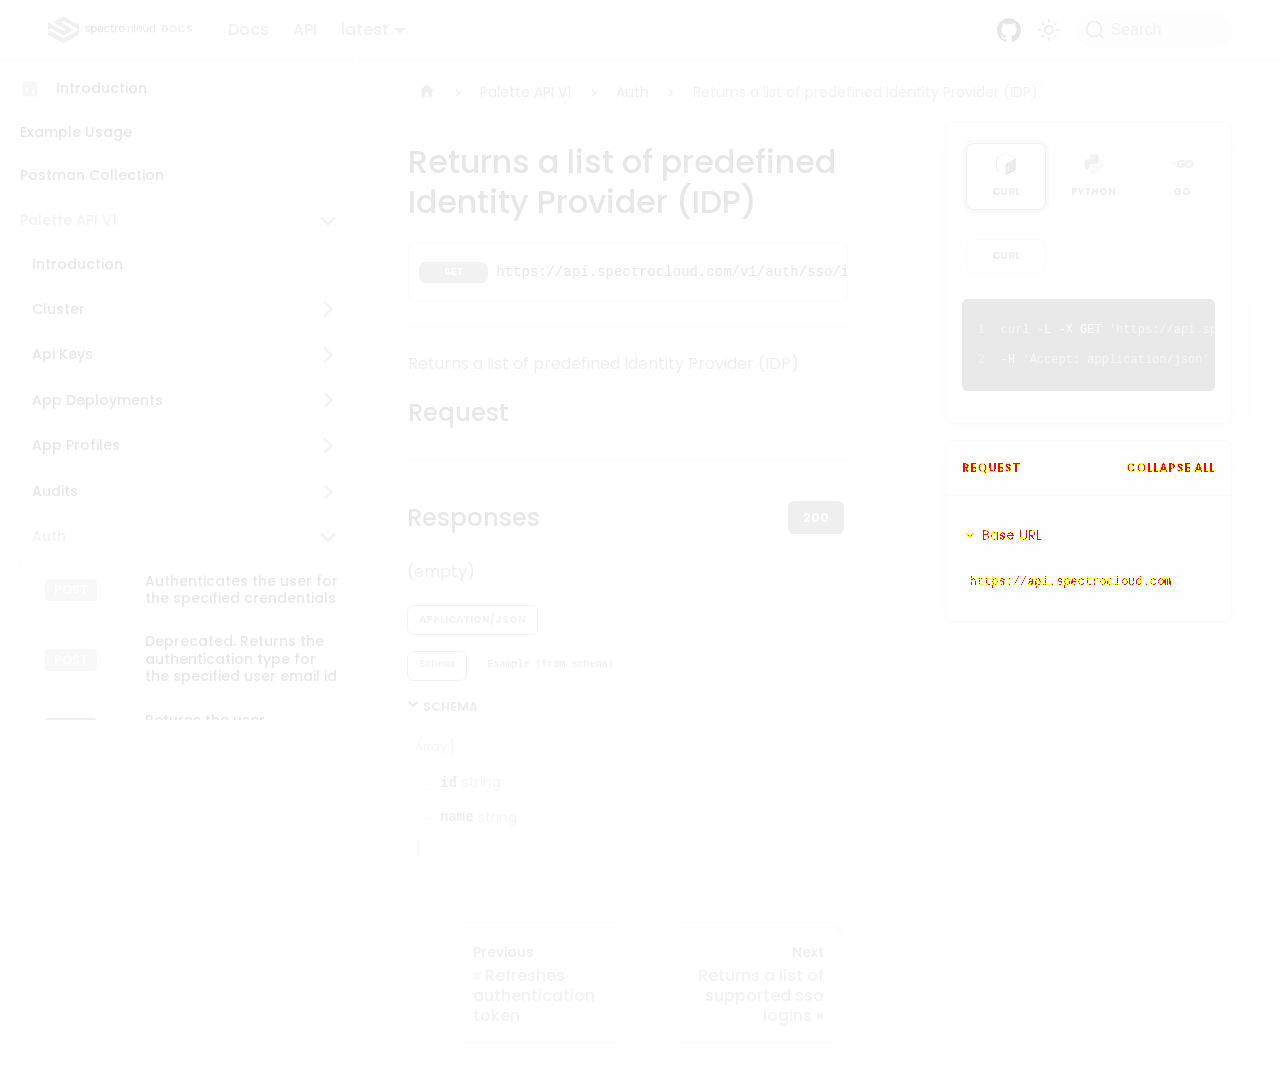 spectro cloud DOCS
Docs
API
latest
Search
Introduction
Example Usage
Postman Collection
Palette API V1
Introduction
Cluster
Api Keys
App Deployments
App Profiles
Audits
Auth
POST
Authenticates the user for
the specified crendentials
POST
Deprecated. Returns the
authentication type for
the specified user email id
Returns the user
Palette API V1
Auth
Returns a list of predefined Identity Provider (IDP)
Returns a list of predefined
Identity Provider (IDP)
GET
https://api.spectrocloud.com/v1/auth/sso/i
Returns a list of predefined Identity Provider (IDP)
Request
Responses
200
(empty)
APPLICATION/JSON
Schema
Example (from schema)
SCHEMA
Array [
id string
name string
]
Previous
« Refreshes
authentication
token
Next
Returns a list of
supported sso
logins »
CURL
PYTHON
GO
CURL
1 curl -L -X GET 'https://api.sp
2 -H 'Accept: application/json'
REQUEST
COLLAPSE ALL
Base URL
https://api.spectrocloud.com